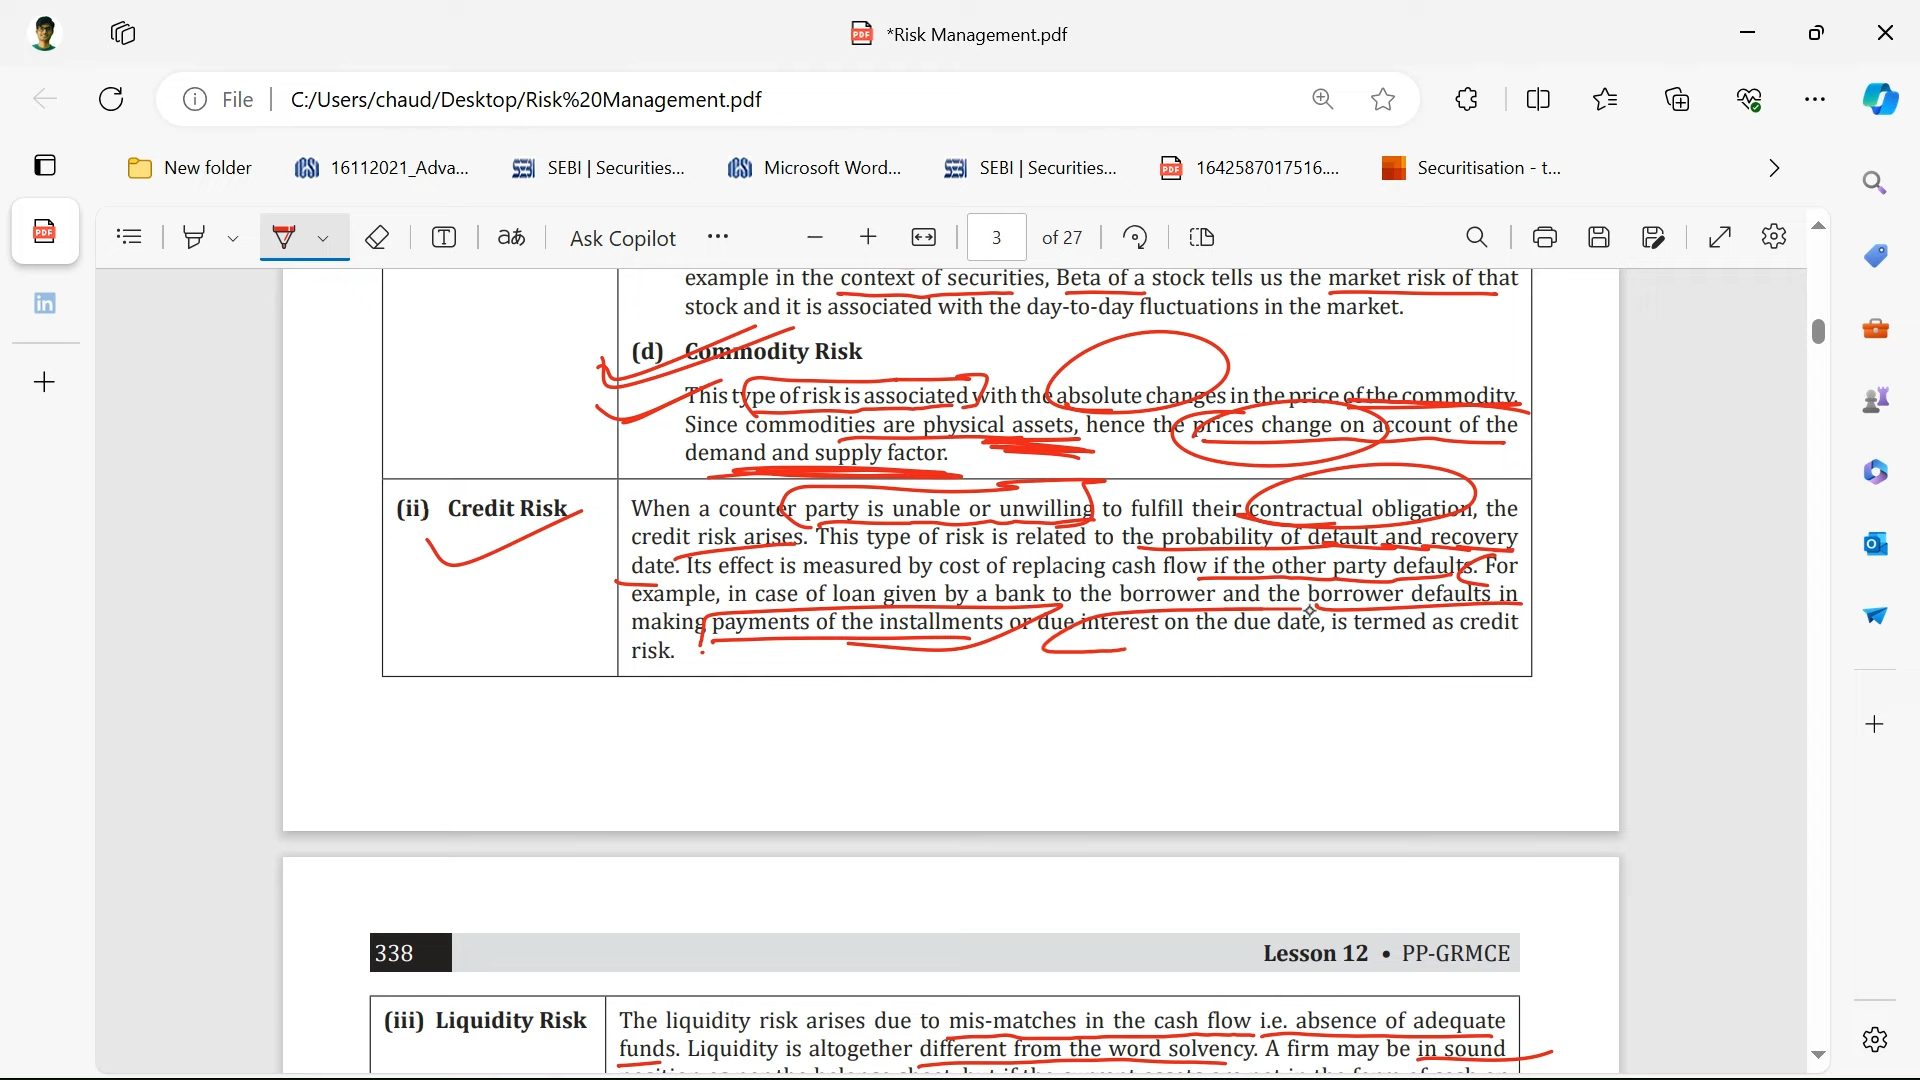 *Risk Management.pdf
File
C:/Users/chaud/Desktop/Risk%20Management.pdf
New folder
16112021_Adva...
SEBI | Securities...
Microsoft Word...
SEBI | Securities...
1642587017516....
Securitisation - t...
Ask Copilot
3 of 27
example in the context of securities, Beta of a stock tells us the market risk of that
stock and it is associated with the day-to-day fluctuations in the market.
(d) Commodity Risk
This type of risk is associated with the absolute changes in the price of the commodity.
Since commodities are physical assets, hence the prices change on account of the
demand and supply factor.
(ii) Credit Risk
When a counter party is unable or unwilling to fulfill their contractual obligation, the
credit risk arises. This type of risk is related to the probability of default and recovery
date. Its effect is measured by cost of replacing cash flow if the other party defaults. For
example, in case of loan given by a bank to the borrower and the borrower defaults in
making payments of the installments or due interest on the due date, is termed as credit
risk.
338
Lesson 12 • PP-GRMCE
(iii) Liquidity Risk
The liquidity risk arises due to mis-matches in the cash flow i.e. absence of adequate
funds. Liquidity is altogether different from the word solvency. A firm may be in sound